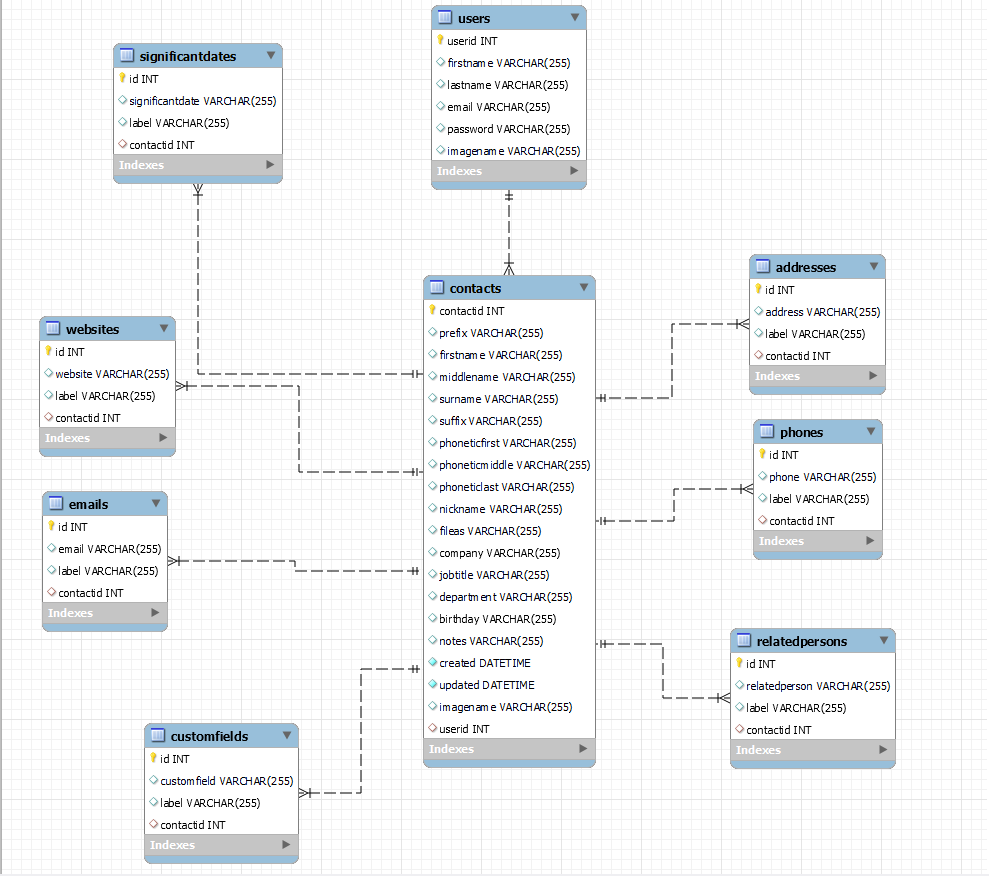 users
userid INT
firstname VARCHAR(255)
lastname VARCHAR(255)
email VARCHAR(255)
password VARCHAR(255)
imagename VARCHAR(255)
Indexes
significantdates
id INT
significantdate VARCHAR(255)
label VARCHAR(255)
contactid INT
Indexes
websites
id INT
website VARCHAR(255)
label VARCHAR(255)
contactid INT
Indexes
emails
id INT
email VARCHAR(255)
label VARCHAR(255)
contactid INT
Indexes
customfields
id INT
customfield VARCHAR(255)
label VARCHAR(255)
contactid INT
Indexes
contacts
contactid INT
prefix VARCHAR(255)
firstname VARCHAR(255)
middlename VARCHAR(255)
surname VARCHAR(255)
suffix VARCHAR(255)
phoneticfirst VARCHAR(255)
phoneticmiddle VARCHAR(255)
phoneticlast VARCHAR(255)
nickname VARCHAR(255)
fileas VARCHAR(255)
company VARCHAR(255)
jobtitle VARCHAR(255)
department VARCHAR(255)
birthday VARCHAR(255)
notes VARCHAR(255)
created DATETIME
updated DATETIME
imagename VARCHAR(255)
userid INT
Indexes
addresses
id INT
address VARCHAR(255)
label VARCHAR(255)
contactid INT
Indexes
phones
id INT
phone VARCHAR(255)
label VARCHAR(255)
contactid INT
Indexes
relatedpersons
id INT
relatedperson VARCHAR(255)
label VARCHAR(255)
contactid INT
Indexes